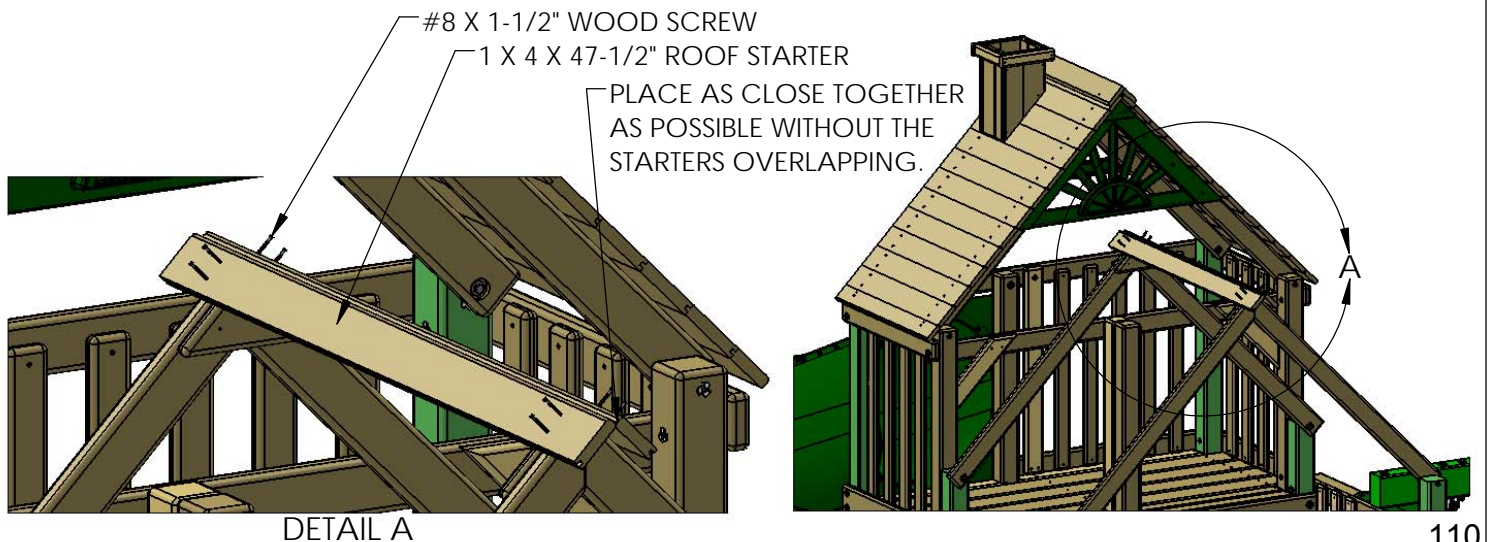 #8 X 1-1/2" WOOD SCREW
1 X 4 X 47-1/2" ROOF STARTER
PLACE AS CLOSE TOGETHER
AS POSSIBLE WITHOUT THE
STARTERS OVERLAPPING.
A
DETAIL A
110